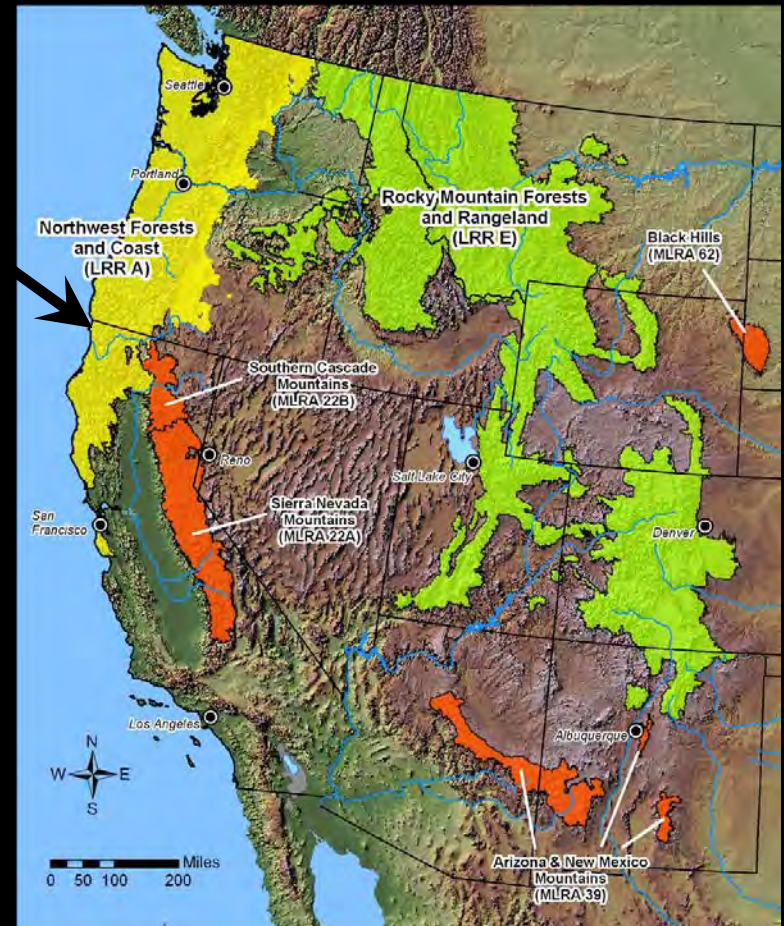 Seattle
Portland
Northwest Forests
and Coast
(LRR A)
Rocky Mountain Forests
and Rangeland
(LRR E)
Black Hills
(MLRA 62)
Southern Cascade
Mountains
(MLRA 22B)
Reno
Salt Lake City
Sierra Nevada
Mountains
(MLRA 22A)
San
Francisco
Denver
Los Angeles
Albuquerque
N
W E
S
Miles
0 50 100 200
Arizona & New Mexico
Mountains
(MLRA 39)